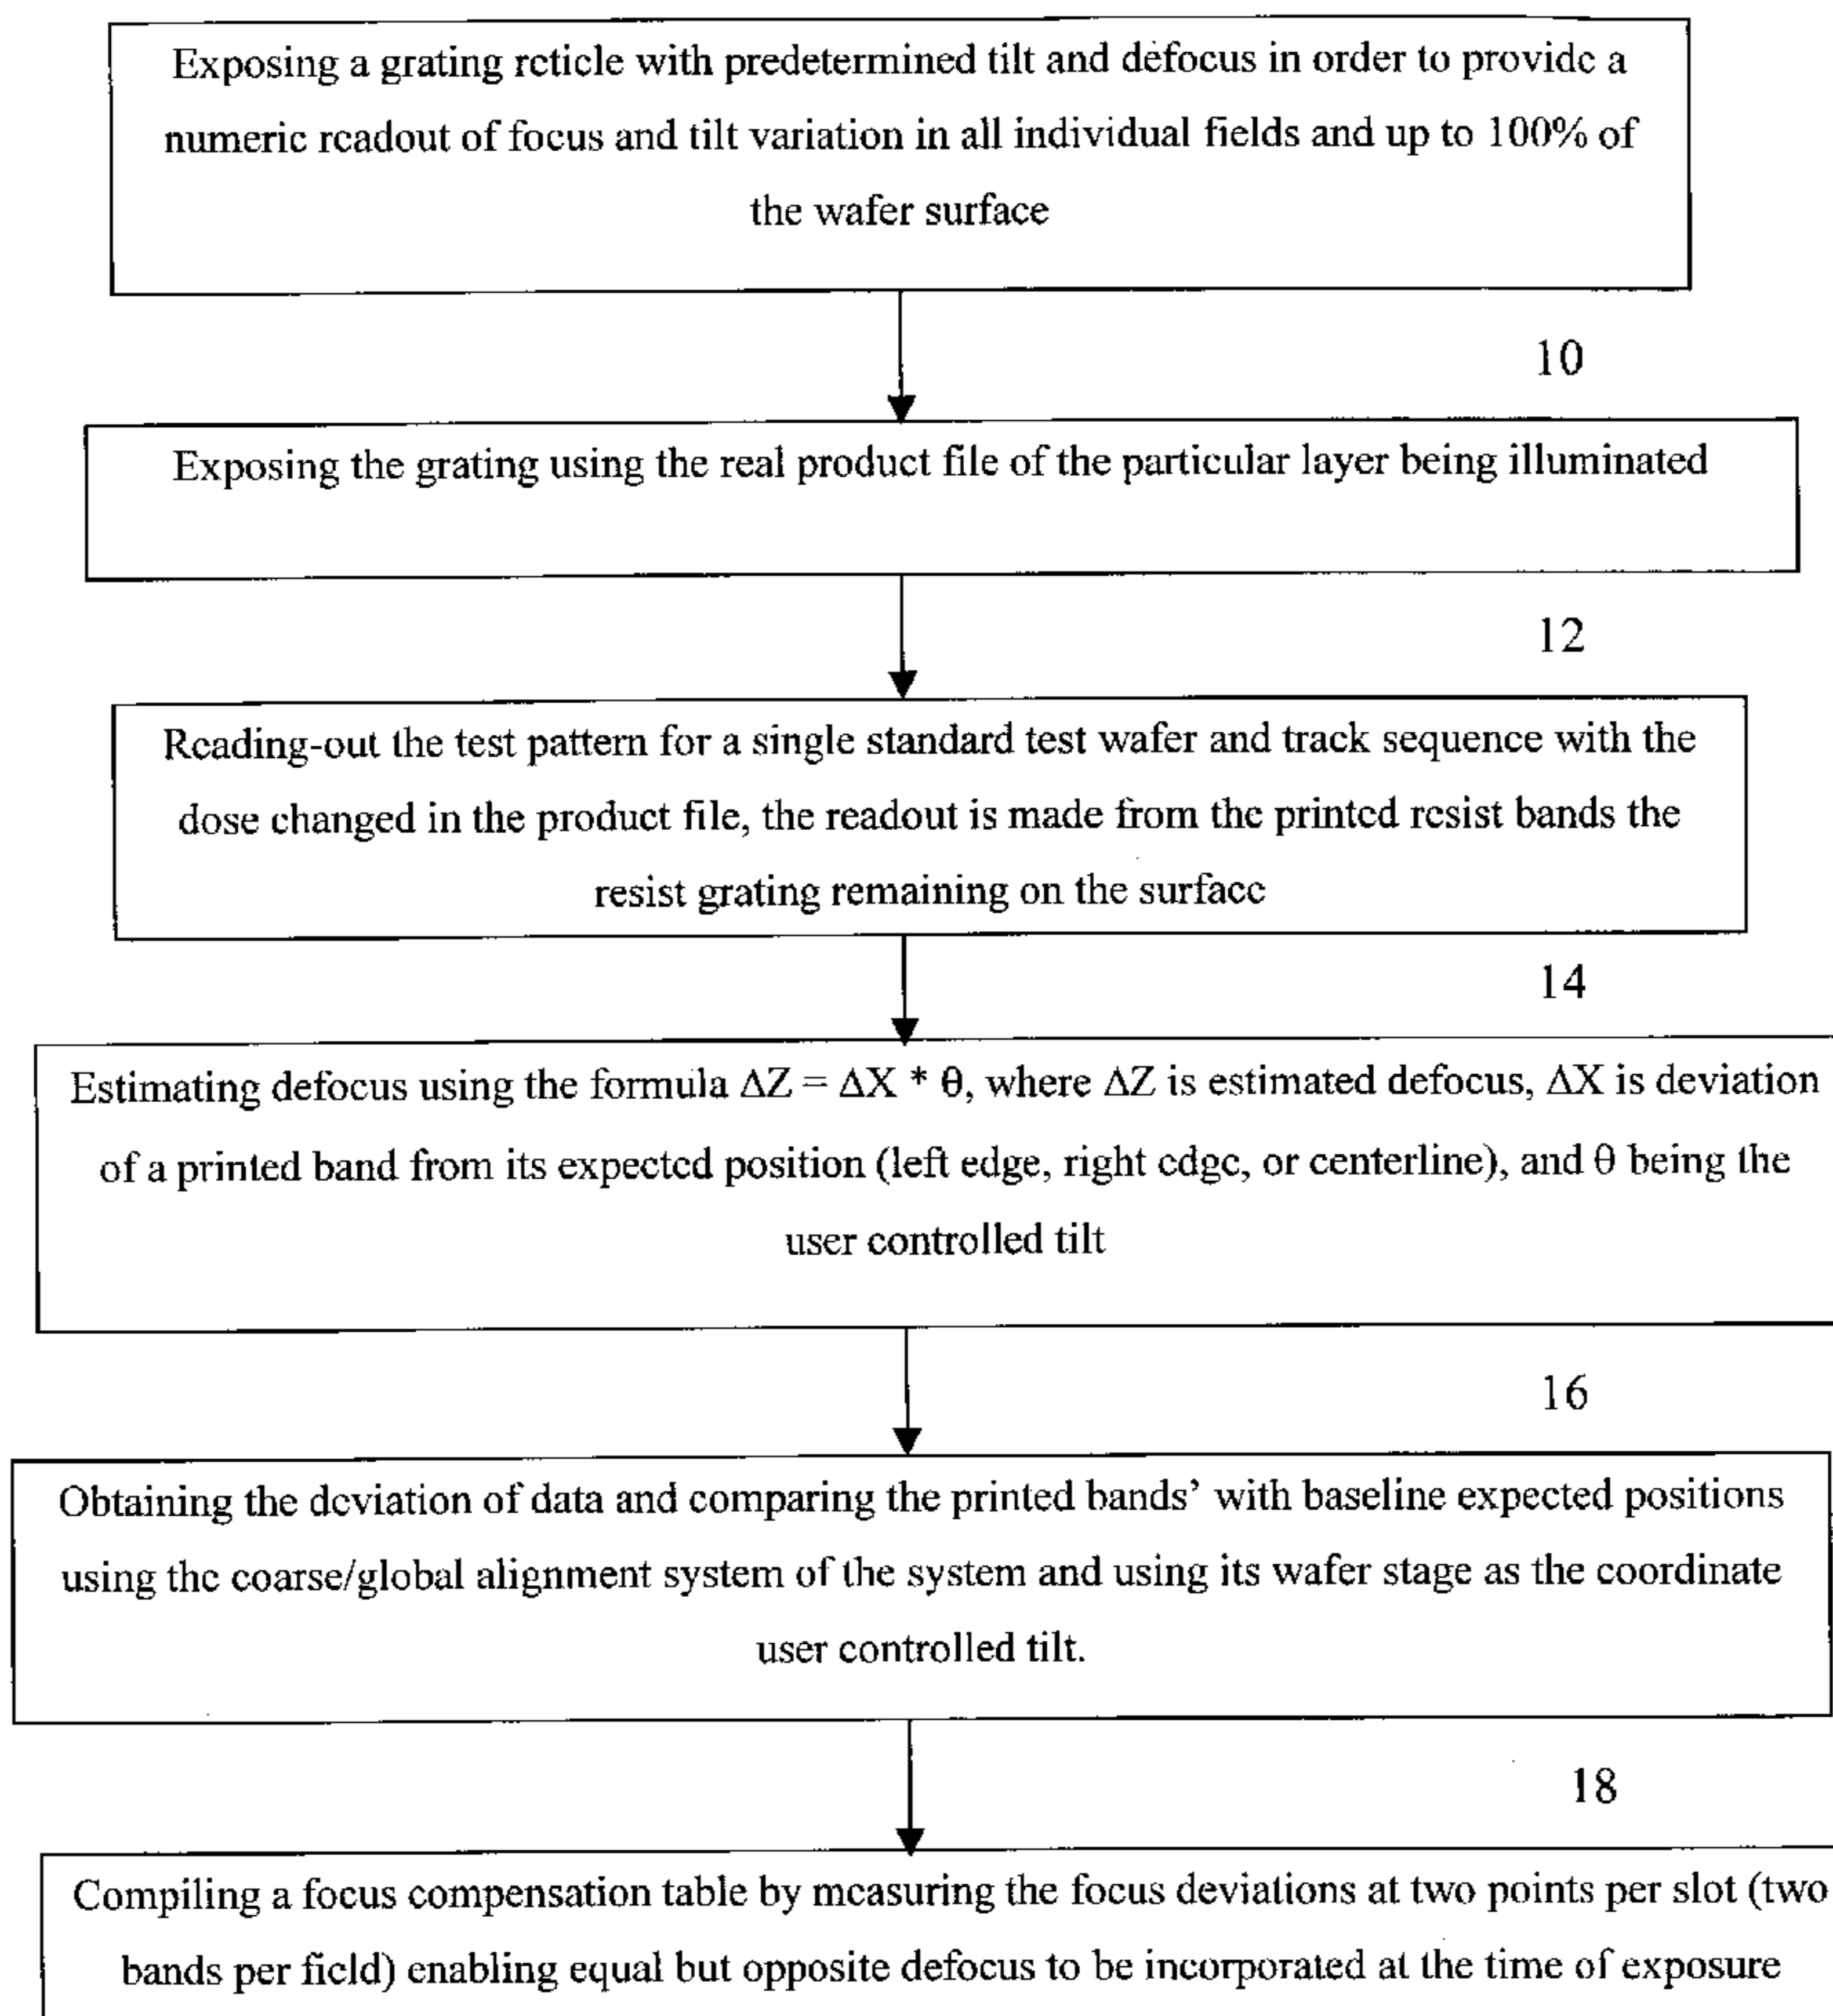 Exposing a grating reticle with predetermined tilt and defocus in order to provide a
numeric readout of focus and tilt variation in all individual fields and up to 100% of
the wafer surface
10
Exposing the grating using the real product file of the particular layer being illuminated
12
Reading-out the test pattern for a single standard test wafer and track sequence with the
dose changed in the product file, the readout is made from the printed resist bands the
resist grating remaining on the surface
14
Estimating defocus using the formula ΔZ = ΔX * θ, where ΔZ is estimated defocus, ΔX is deviation
of a printed band from its expected position (left edge, right edge, or centerline), and θ being the
user controlled tilt
16
Obtaining the deviation of data and comparing the printed bands’ with baseline expected positions
using the coarse/global alignment system of the system and using its wafer stage as the coordinate
user controlled tilt.
18
Compiling a focus compensation table by measuring the focus deviations at two points per slot (two
bands per field) enabling equal but opposite defocus to be incorporated at the time of exposure